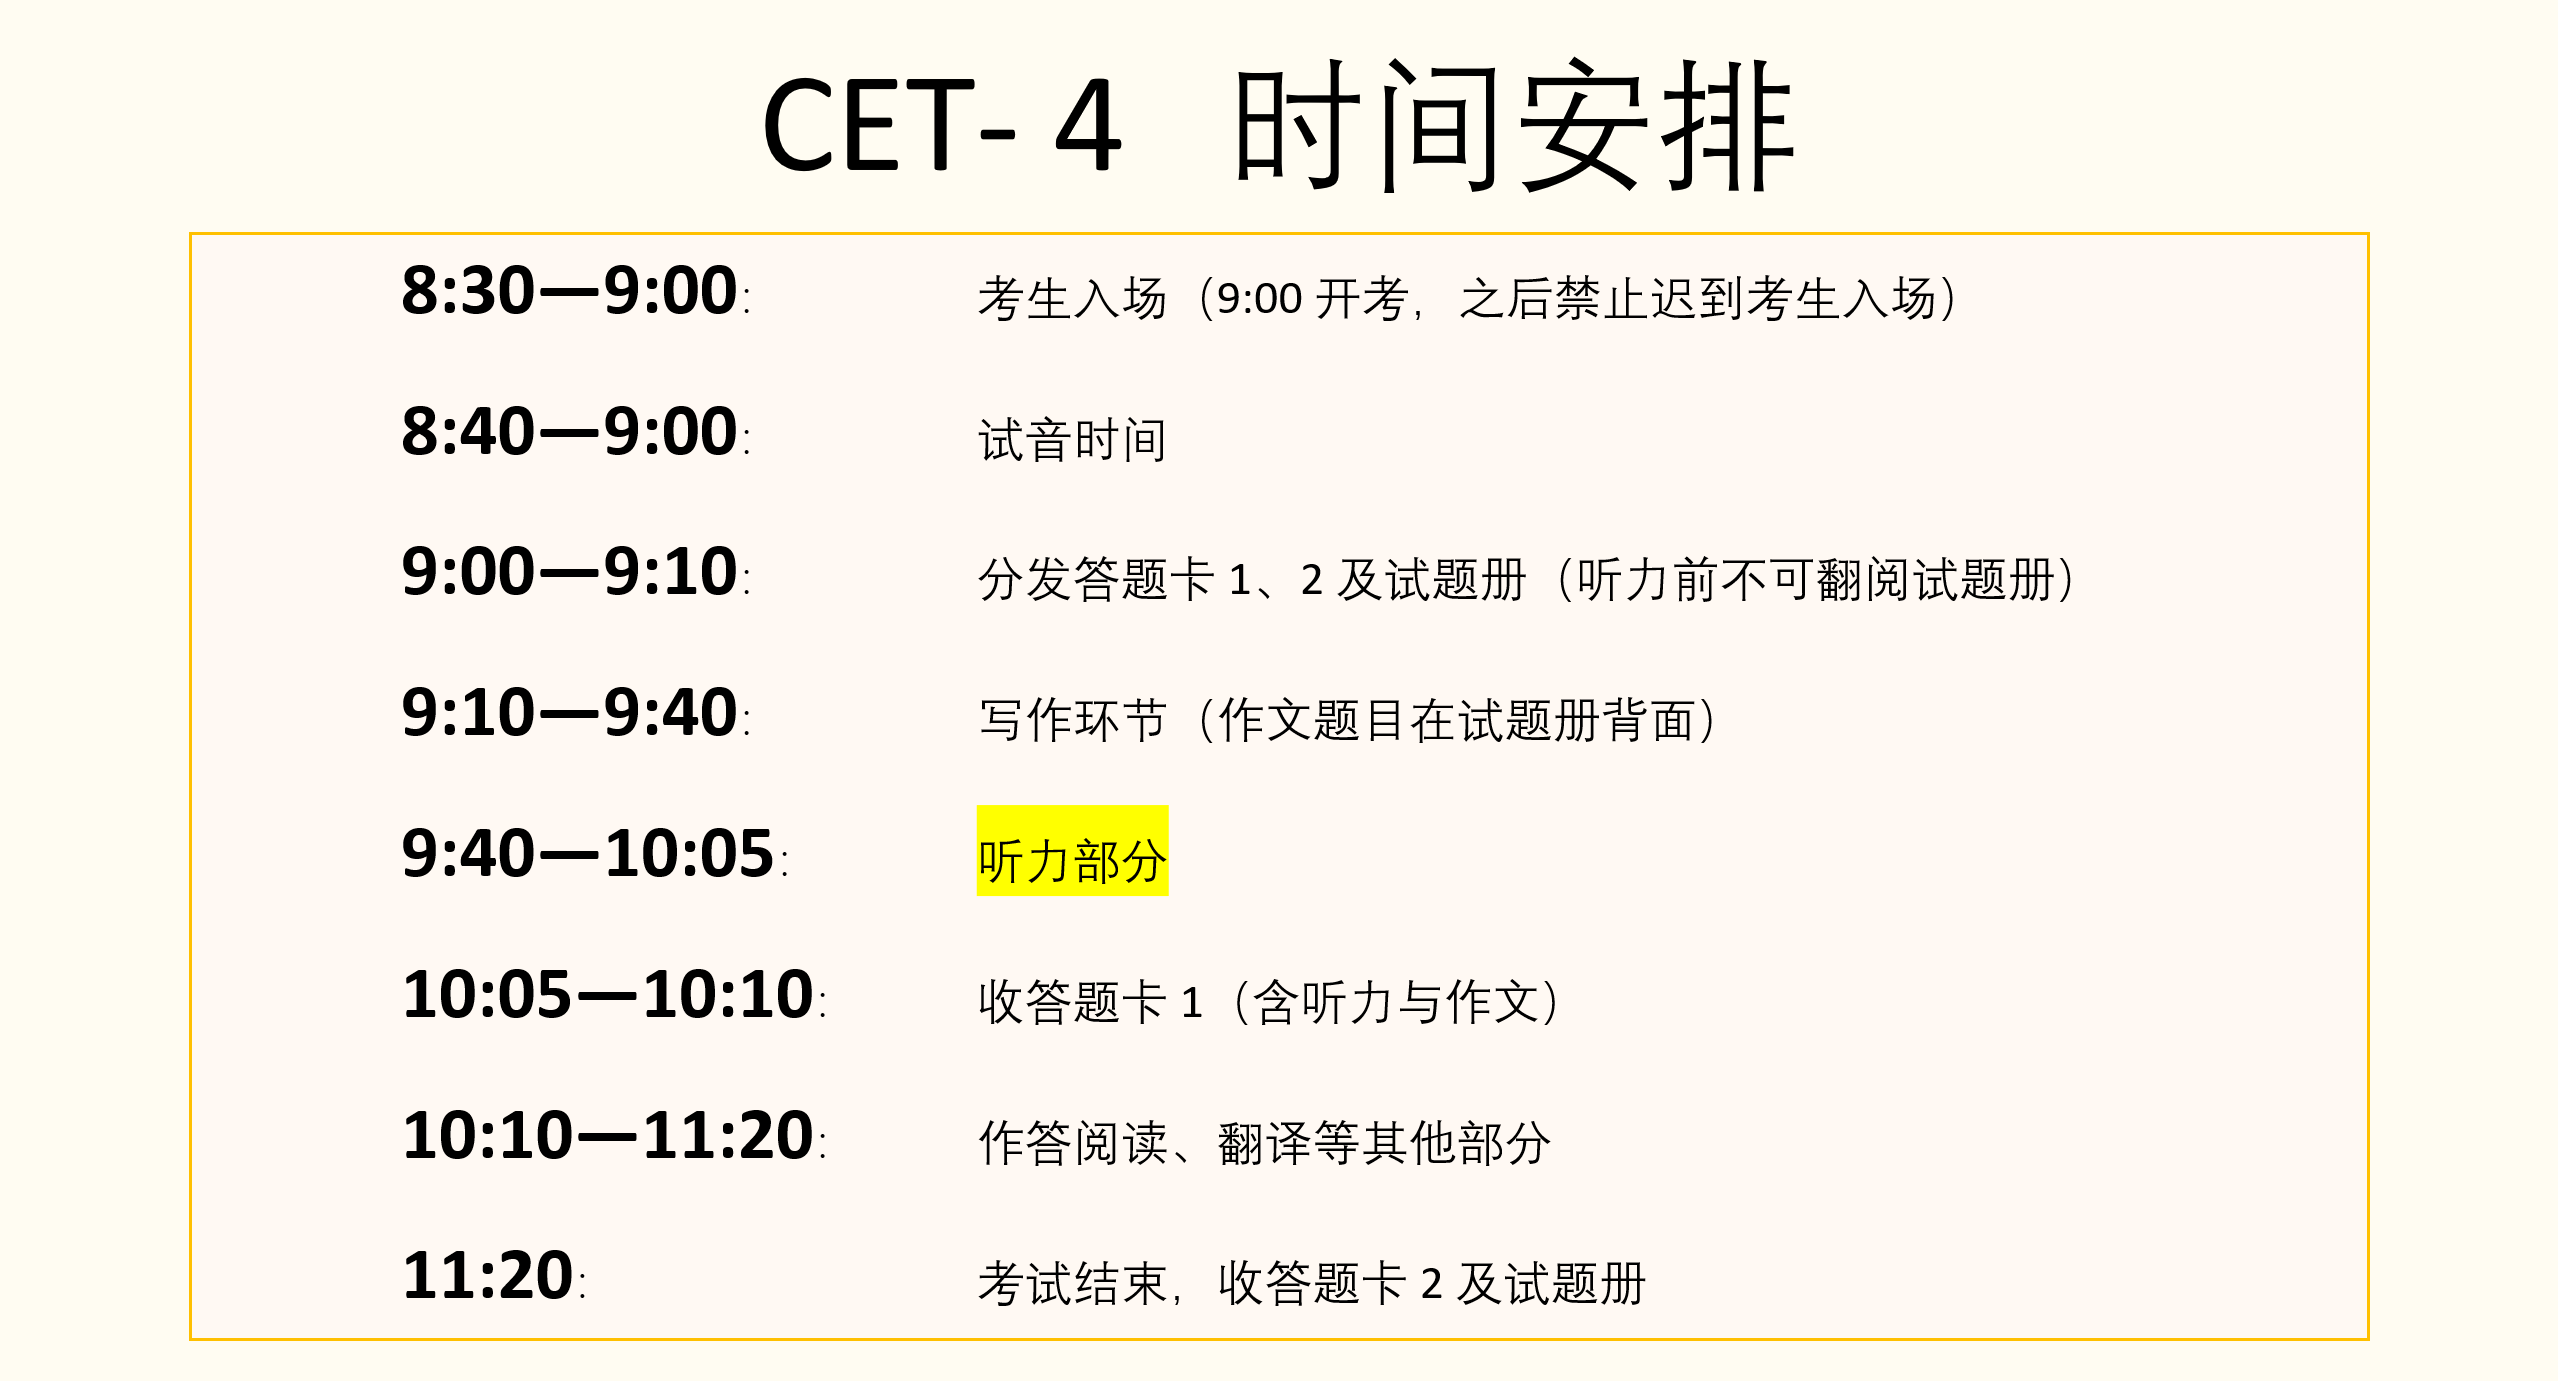 CET- 4 时间安排
8:30—9:00: 考生入场（9:00 开考，之后禁止迟到考生入场）
8:40—9:00: 试音时间
9:00—9:10: 分发答题卡 1、2 及试题册（听力前不可翻阅试题册）
9:10—9:40: 写作环节（作文题目在试题册背面）
9:40—10:05: 听力部分
10:05—10:10: 收答题卡 1（含听力与作文）
10:10—11:20: 作答阅读、翻译等其他部分
11:20: 考试结束，收答题卡 2 及试题册